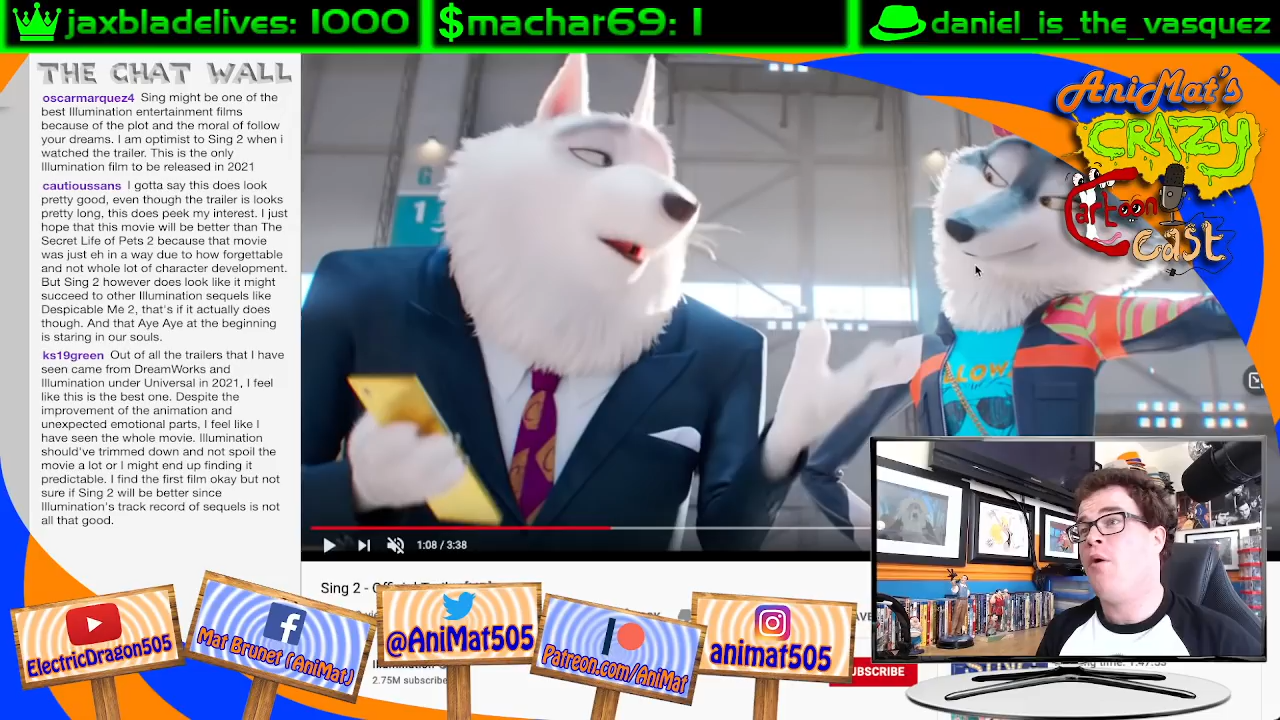 jaxbladelives: 1000
$machar69: 1
daniel_is_the_vasquez
THE CHAT WALL
oscarmarquez4 Sing might be one of the
best Illumination entertainment films
because of the plot and the moral of follow
your dreams. I am optimist to Sing 2 when i
watched the trailer. This is the only
Illumination film to be released in 2021
cautioussans I gotta say this does look
pretty good, even though the trailer is looks
pretty long, this does peek my interest. I just
hope that this movie will be better than The
Secret Life of Pets 2 because that movie
was just eh in a way due to how forgettable
and not whole lot of character development.
But Sing 2 however does look like it might
succeed to other Illumination sequels like
Despicable Me 2, that's if it actually does
though. And that Aye Aye at the beginning
is staring in our souls.
ks19green Out of all the trailers that I have
seen came from DreamWorks and
Illumination under Universal in 2021, I feel
like this is the best one. Despite the
improvement of the animation and
unexpected emotional parts, I feel like I
have seen the whole movie. Illumination
should've trimmed down and not spoil the
movie a lot or I might end up finding it
predictable. I find the first film okay but not
sure if Sing 2 will be better since
Illumination's track record of sequels is not
all that good.
AniMat's
CRAZY
Cartoon
Cast
1:08 / 3:38
Sing 2 -
2.75M
ElectricDragon505
Mat Brunet (AniMat)
@AniMat505
Patreon.com/AniMat
animat505